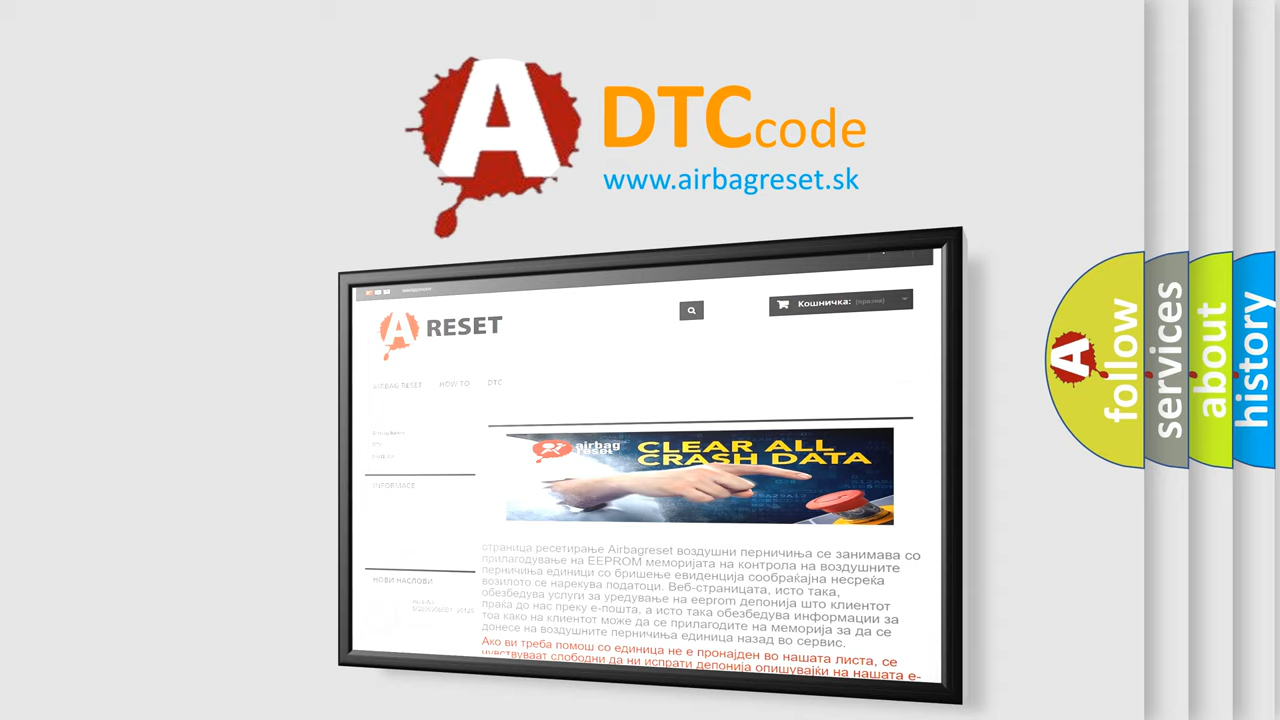 A DTC code
www.airbagreset.sk
Кошничка: (празни)
A RESET
AIRBAG RESET HOW TO DTC
airbag reset
CLEAR ALL
CRASH DATA
INFORMACE
НОВИ НАСЛОВИ
страница ресетирање Airbagreset воздушни перничиња се занимава со
прилагодување на EEPROM меморијата на контрола на воздушните
перничиња единици со бришење евиденција сообраќајна несреќа
возилото се нарекува податоци. Веб-страницата, исто така,
обезбедува услуги за уредување на eeprom депонија што клиентот
праќа до нас преку е-пошта, а исто така обезбедува информации за
тоа како на клиентот може да се прилагодите на меморија за да се
донесе на воздушните перничиња единица назад во сервис.
Ако ви треба помош со единица не е пронајден во нашата листа, се
чувствуваат слободни да ни испрати депонија опишувајќи на нашата е-
A follow
services
about
history